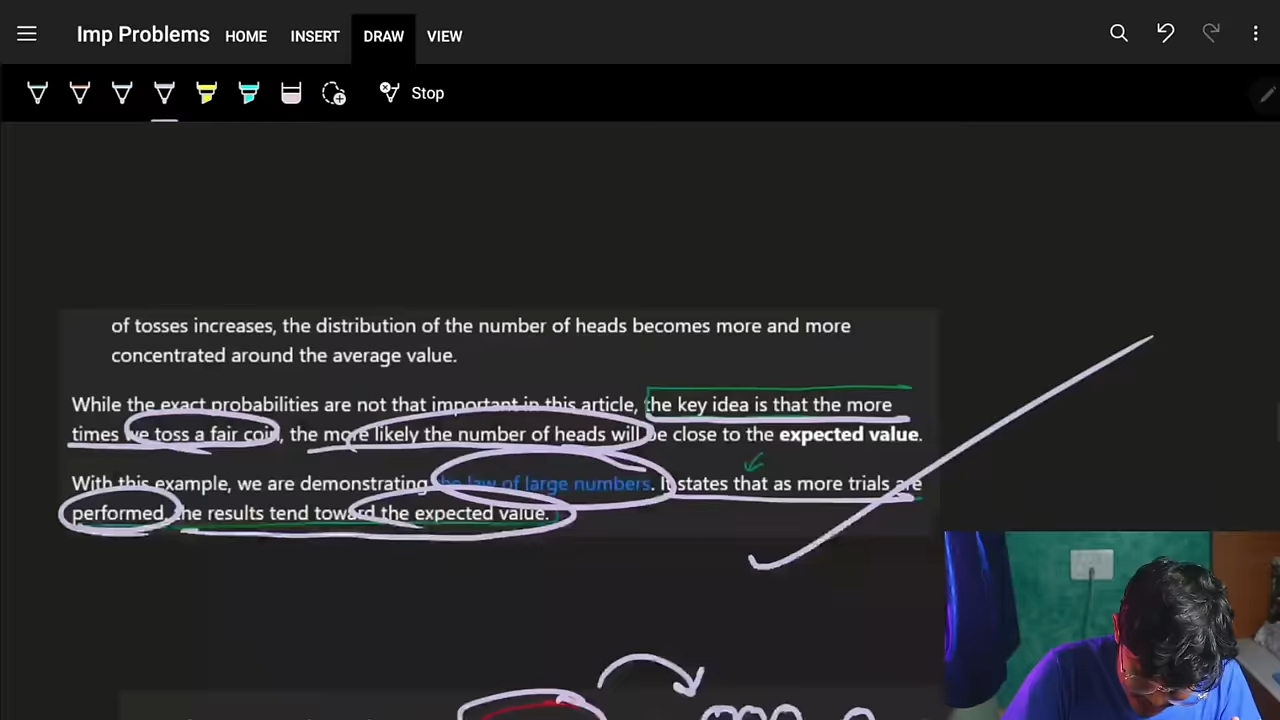 Imp Problems HOME INSERT DRAW VIEW
Stop
of tosses increases, the distribution of the number of heads becomes more and more
concentrated around the average value.
While the exact probabilities are not that important in this article, the key idea is that the more
times we toss a fair coin, the more likely the number of heads will be close to the expected value.
With this example, we are demonstrating the law of large numbers. It states that as more trials are
performed, the results tend toward the expected value.